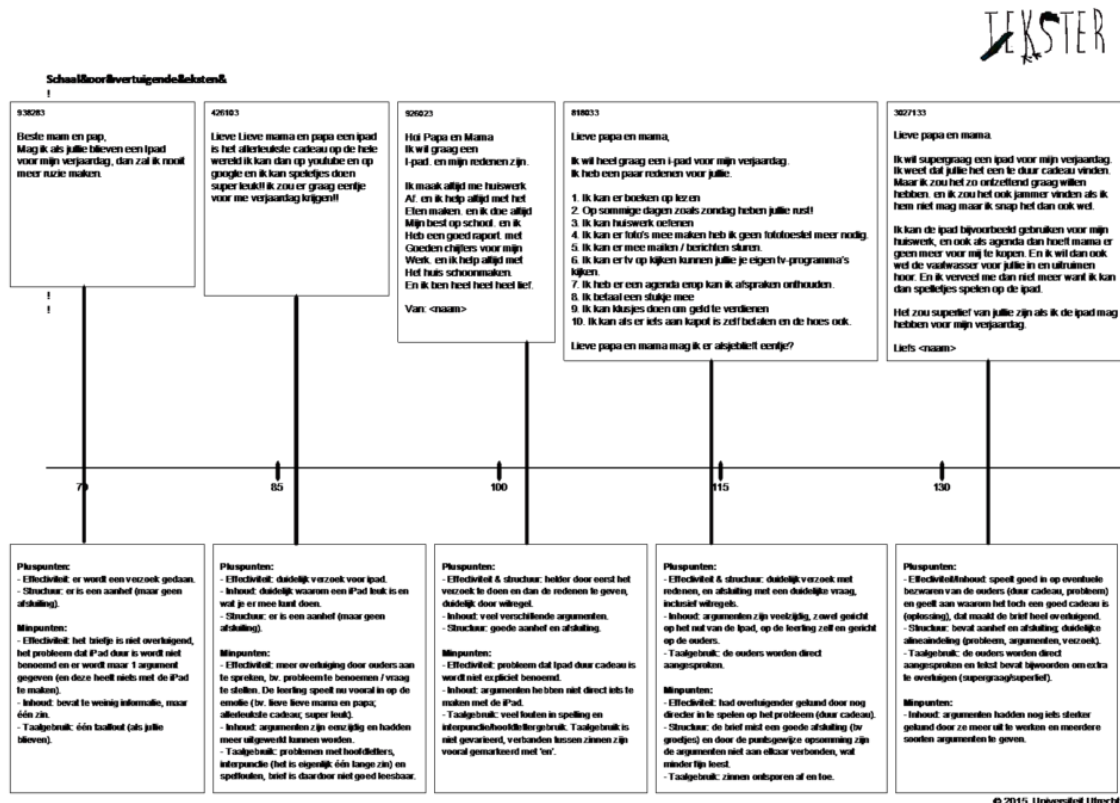 TEKSTER
Schaal&voor&overtuigende&teksten&
!
938283
Beste mam en pap,
Mag ik als jullie blieven een Ipad
voor mijn verjaardag, dan zal ik nooit
meer ruzie maken.
!
!
426103
Lieve Lieve mama en papa een ipad
is het allerleukste cadeau op de hele
wereld ik kan dan op youtube en op
google en ik kan speletjes doen
super leuk!! ik zou er graag eentje
voor me verjaardag krijgen!!
926023
Hoi Papa en Mama
Ik wil graag een
I-pad. en mijn redenen zijn.
Ik maak altijd me huiswerk
Af. en ik help altijd met het
Eten maken. en ik doe altijd
Mijn best op school. en ik
Heb een goed raport. met
Goeden chijfers voor mijn
Werk. en ik help altijd met
Het huis schoonmaken.
En ik ben heel heel heel lief.
Van: <naam>
818033
Lieve papa en mama,
Ik wil heel graag een i-pad voor mijn verjaardag.
Ik heb een paar redenen voor jullie.
1. Ik kan er boeken op lezen
2. Op sommige dagen zoals zondag heben jullie rust!
3. Ik kan huiswerk oefenen
4. Ik kan er foto's mee maken heb ik geen fototoestel meer nodig.
5. Ik kan er mee mailen / berichten sturen.
6. Ik kan er tv op kijken kunnen jullie je eigen tv-programma's
kijken.
7. Ik heb er een agenda erop kan ik afspraken onthouden.
8. Ik betaal een stukje mee
9. Ik kan klusjes doen om geld te verdienen
10. Ik kan als er iets aan kapot is zelf betalen en de hoes ook.
Lieve papa en mama mag ik er alsjeblieft eentje?
3027133
Lieve papa en mama.
Ik wil supergraag een ipad voor mijn verjaardag.
Ik weet dat jullie het een te duur cadeau vinden.
Maar ik zou het zo ontzettend graag willen
hebben. en ik zou het ook jammer vinden als ik
hem niet mag maar ik snap het dan ook wel.
Ik kan de ipad bijvoorbeeld gebruiken voor mijn
huiswerk, en ook als agenda dan hoeft mama er
geen meer voor mij te kopen. En ik wil dan ook
wel de vaatwasser voor jullie in en uitruimen
hoor. En ik verveel me dan niet meer want ik kan
dan spelletjes spelen op de ipad.
Het zou superlief van jullie zijn als ik de ipad mag
hebben voor mijn verjaardag.
Liefs <naam>
70 85 100 115 130
Pluspunten:
- Effectiviteit: er wordt een verzoek gedaan.
- Structuur: er is een aanhef (maar geen
afsluiting).
Minpunten:
- Effectiviteit: het briefje is niet overtuigend,
het probleem dat iPad duur is wordt niet
benoemd en er wordt maar 1 argument
gegeven (en deze heeft niets met de iPad
te maken).
- Inhoud: bevat te weinig informatie, maar
één zin.
- Taalgebruik: één taalfout (als jullie
blieven).
Pluspunten:
- Effectiviteit: duidelijk verzoek voor ipad.
- Inhoud: duidelijk waarom een iPad leuk is en
wat je er mee kunt doen.
- Structuur: er is een aanhef (maar geen
afsluiting).
Minpunten:
- Effectiviteit: meer overtuiging door ouders aan
te spreken, bv. probleem te benoemen / vraag
te stellen. De leerling speelt nu vooral in op de
emotie (bv. lieve lieve mama en papa;
allerleukste cadeau; super leuk).
- Inhoud: argumenten zijn eenzijdig en hadden
meer uitgewerkt kunnen worden.
- Taalgebruik: problemen met hoofdletters,
interpunctie (het is eigenlijk één lange zin) en
spelfouten, brief is daardoor niet goed leesbaar.
Pluspunten:
- Effectiviteit & structuur: helder door eerst het
verzoek te doen en dan de redenen te geven,
duidelijk door witregel.
- Inhoud: veel verschillende argumenten.
- Structuur: goede aanhef en afsluiting.
Minpunten:
- Effectiviteit: probleem dat Ipad duur cadeau is
wordt niet expliciet benoemd.
- Inhoud: argumenten hebben niet direct iets te
maken met de iPad.
- Taalgebruik: veel fouten in spelling en
interpunctie/hoofdlettergebruik. Taalgebruik is
niet gevarieerd, verbanden tussen zinnen zijn
vooral gemarkeerd met 'en'.
Pluspunten:
- Effectiviteit & structuur: duidelijk verzoek met
redenen, en afsluiting met een duidelijke vraag,
inclusief witregels.
- Inhoud: argumenten zijn veelzijdig, zowel gericht
op het nut van de Ipad, op de leerling zelf en gericht
op de ouders.
- Taalgebruik: de ouders worden direct
aangesproken.
Minpunten:
- Effectiviteit: had overtuigender gekund door nog
directer in te spelen op het probleem (duur cadeau).
- Structuur: de brief mist een goede afsluiting (bv
groetjes) en door de puntsgewijze opsomming zijn
de argumenten niet aan elkaar verbonden, wat
minder fijn leest.
- Taalgebruik: zinnen ontsporen af en toe.
Pluspunten:
- Effectiviteit/Inhoud: speelt goed in op eventuele
bezwaren van de ouders (duur cadeau, probleem)
en geeft aan waarom het toch een goed cadeau is
(oplossing), dat maakt de brief heel overtuigend.
- Structuur: bevat aanhef en afsluiting; duidelijke
alineaindeling (probleem, argumenten, verzoek).
- Taalgebruik: de ouders worden direct
aangesproken en tekst bevat bijwoorden om extra
te overtuigen (supergraag/superlief).
Minpunten:
- Inhoud: argumenten hadden nog iets sterker
gekund door ze meer uit te werken en meerdere
soorten argumenten te geven.
© 2015, Universiteit Utrecht